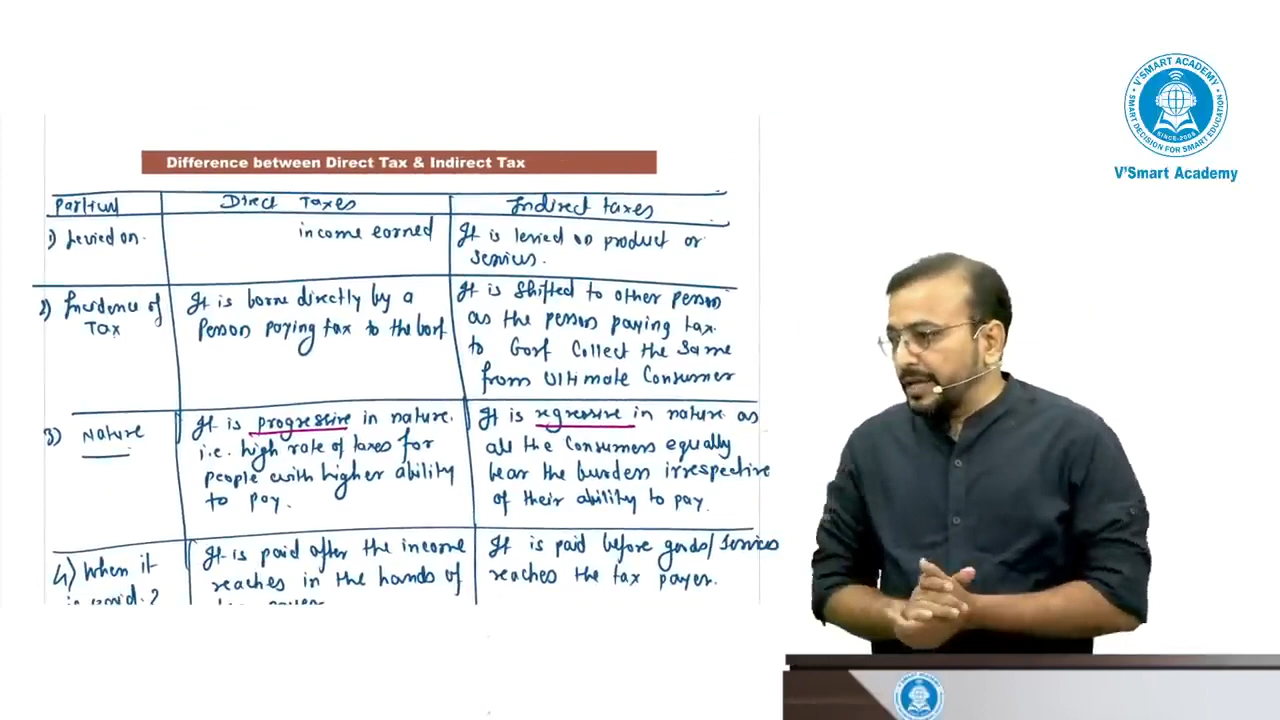 V'SMART ACADEMY
SMART DECISION FOR SMART EDUCATION
SINCE-2008
V'Smart Academy
Difference between Direct Tax & Indirect Tax
Direct Taxes
Indirect taxes
1) Levied on.
income earned
It is levied on product or
services.
2) Incidence of
Tax
It is borne directly by a
Person paying tax to the Govt
It is shifted to other person
as the person paying tax
to Govt Collect the same
from Ultimate Consumer
3) Nature
It is progressive in nature.
i.e. high rate of taxes for
people with higher ability
to pay.
It is regressive in nature as
all the Consumers equally
bear the burden irrespective
of their ability to pay.
4) When it
is paid?
It is paid after the income
reaches in the hands of
It is paid before goods/Services
reaches the tax payer.